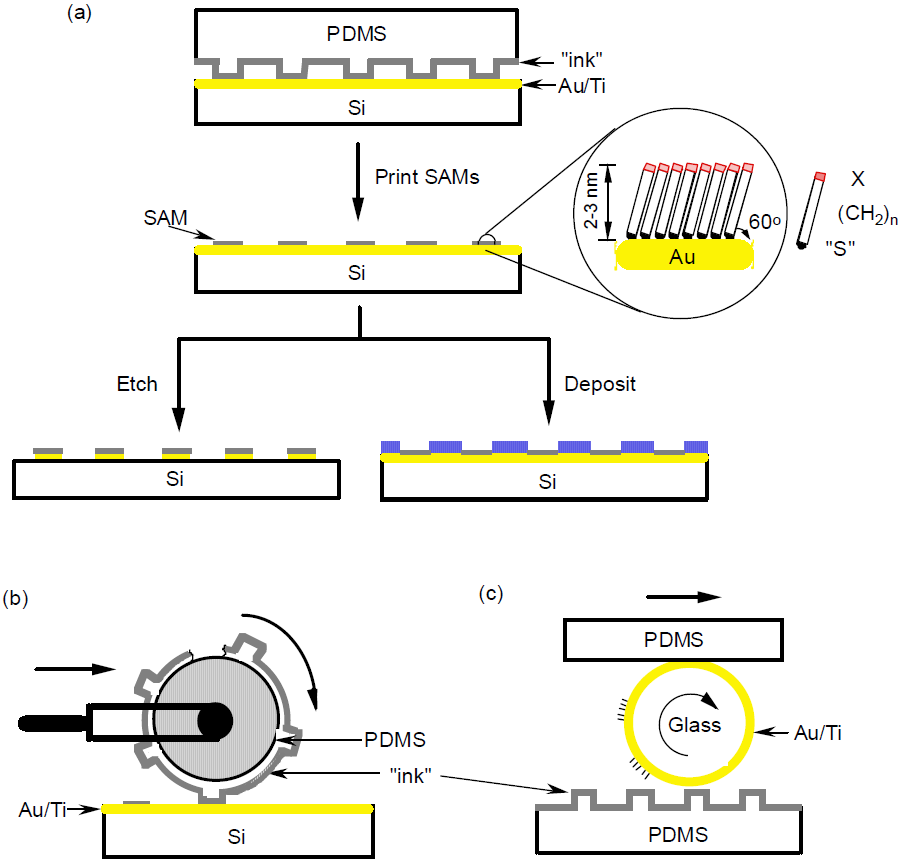 (a)
PDMS
"ink"
Au/Ti
Si
Print SAMs
SAM
Si
2-3 nm
60o
Au
X
(CH2)n
"S"
Etch
Deposit
Si
Si
(b)
PDMS
"ink"
Au/Ti
Si
(c)
PDMS
Glass
Au/Ti
PDMS